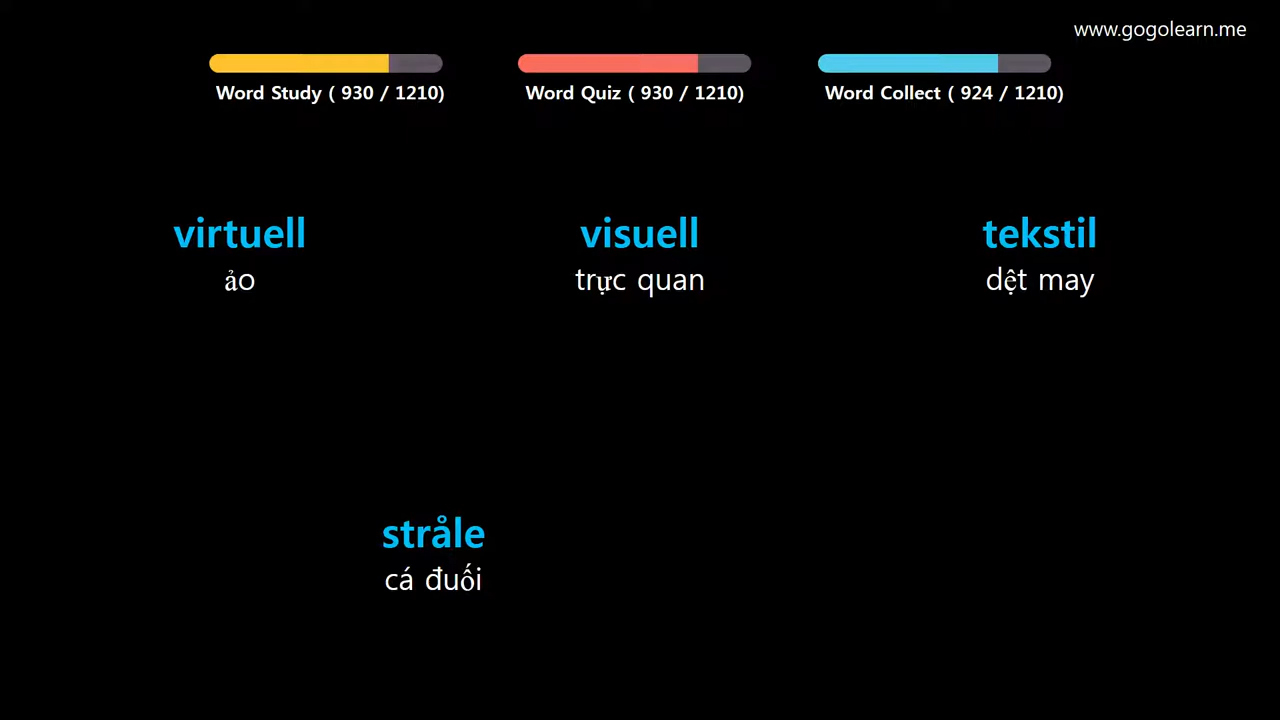 www.gogolearn.me
Word Study ( 930 / 1210)
Word Quiz ( 930 / 1210)
Word Collect ( 924 / 1210)
virtuell
ảo
visuell
trực quan
tekstil
dệt may
stråle
cá đuối